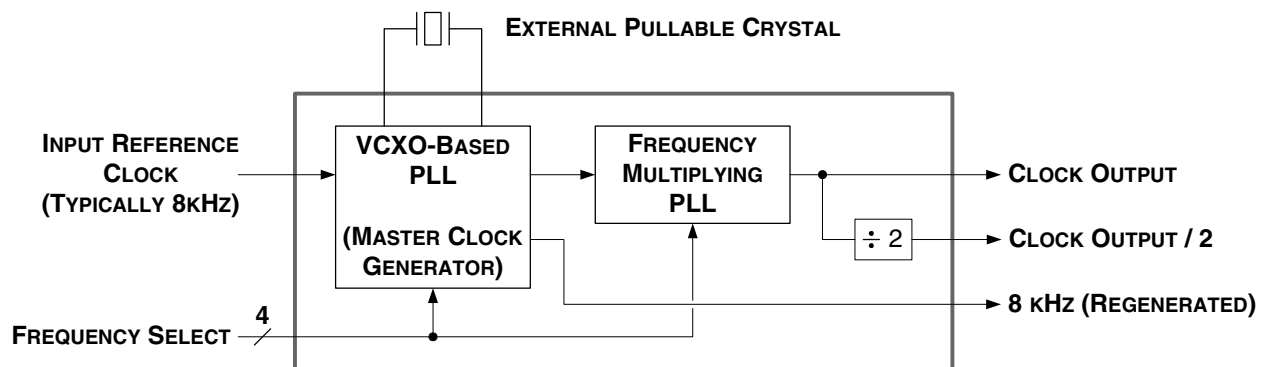 EXTERNAL PULLABLE CRYSTAL
INPUT REFERENCE
CLOCK
(TYPICALLY 8KHZ)
VCXO-BASED
PLL
(MASTER CLOCK
GENERATOR)
FREQUENCY
MULTIPLYING
PLL
CLOCK OUTPUT
÷ 2
CLOCK OUTPUT / 2
8 KHZ (REGENERATED)
FREQUENCY SELECT
4